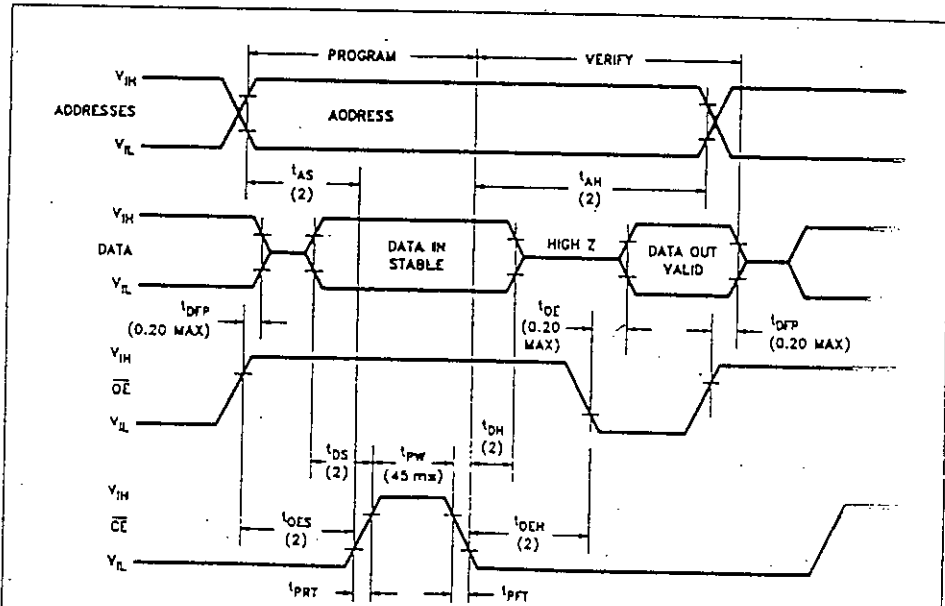 PROGRAM VERIFY
VIH
ADDRESSES ADDRESS
VIL
tAS
(2)
tAH
(2)
VIH
DATA DATA IN
STABLE HIGH Z DATA OUT
VALID
VIL
tDFP
(0.20 MAX)
tOE
(0.20
MAX)
tDFP
(0.20 MAX)
VIH
OE
VIL
tDS
(2)
tPW
(45 ms)
tDH
(2)
VIH
CE
VIL
tOES
(2)
tOEH
(2)
tPRT tPFT